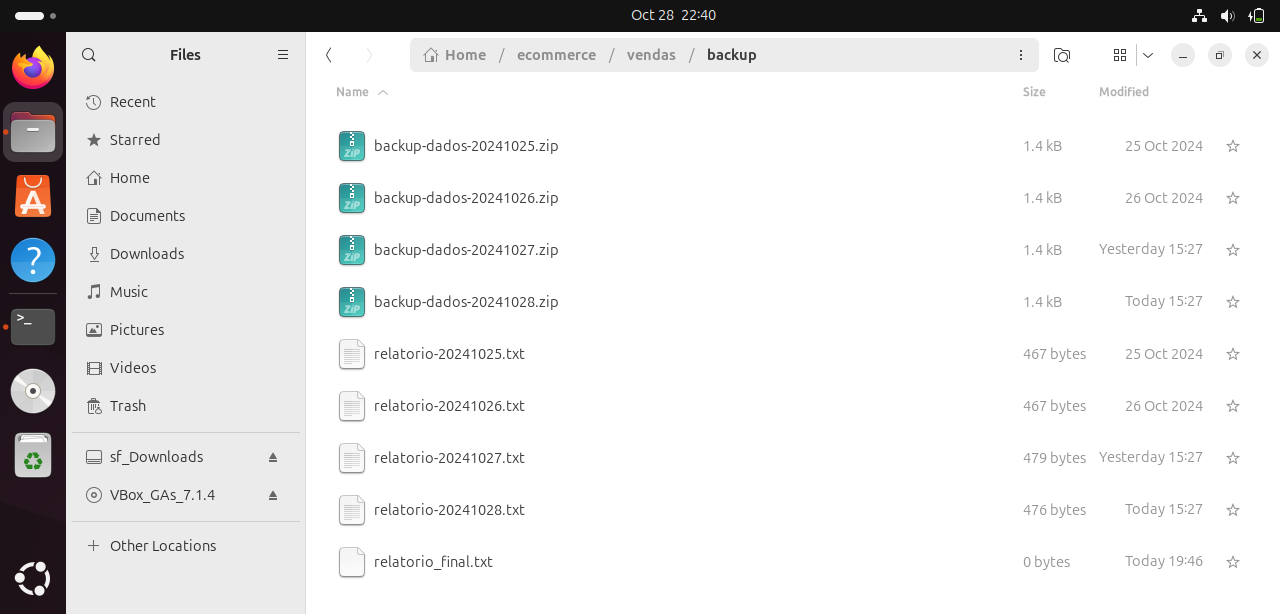 Oct 28 22:40
Files
Home / ecommerce / vendas / backup
Recent
Starred
Home
Documents
Downloads
Music
Pictures
Videos
Trash
sf_Downloads
VBox_GAs_7.1.4
Other Locations
Name Size Modified
backup-dados-20241025.zip 1.4 kB 25 Oct 2024
backup-dados-20241026.zip 1.4 kB 26 Oct 2024
backup-dados-20241027.zip 1.4 kB Yesterday 15:27
backup-dados-20241028.zip 1.4 kB Today 15:27
relatorio-20241025.txt 467 bytes 25 Oct 2024
relatorio-20241026.txt 467 bytes 26 Oct 2024
relatorio-20241027.txt 479 bytes Yesterday 15:27
relatorio-20241028.txt 476 bytes Today 15:27
relatorio_final.txt 0 bytes Today 19:46